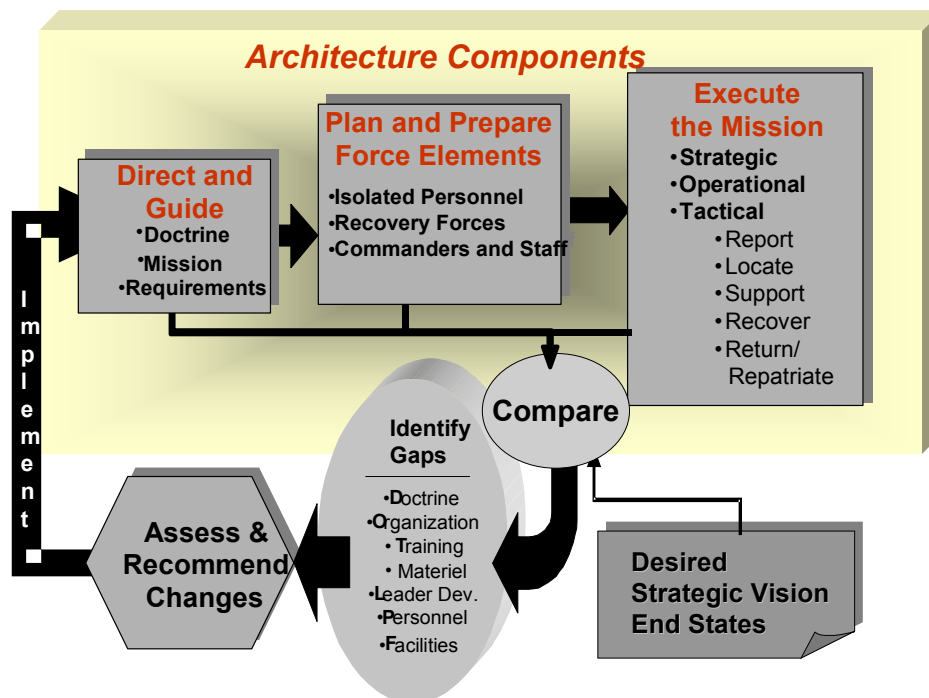 Architecture Components
Direct and
Guide
•Doctrine
•Mission
•Requirements
Plan and Prepare
Force Elements
•Isolated Personnel
•Recovery Forces
•Commanders and Staff
Execute
the Mission
•Strategic
•Operational
•Tactical
•Report
•Locate
•Support
•Recover
•Return/
Repatriate
Compare
Desired
Strategic Vision
End States
Identify
Gaps
•Doctrine
•Organization
•Training
•Materiel
•Leader Dev.
•Personnel
•Facilities
Assess &
Recommend
Changes
Implement